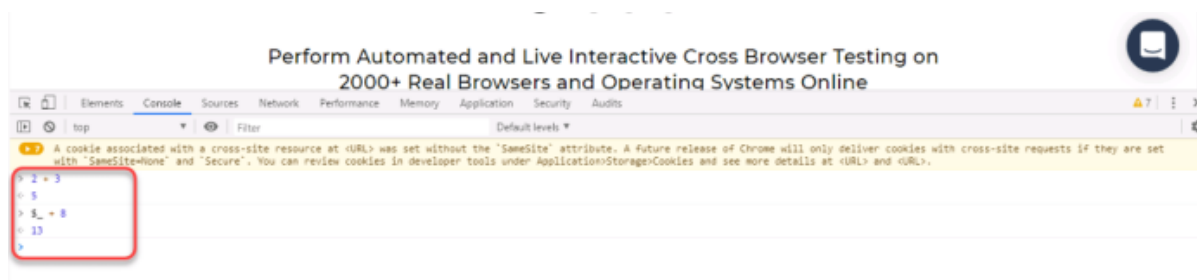 Perform Automated and Live Interactive Cross Browser Testing on
2000+ Real Browsers and Operating Systems Online
Elements Console Sources Network Performance Memory Application Security Audits 7
top Filter Default levels ▼
7 A cookie associated with a cross-site resource at <URL> was set without the `SameSite` attribute. A future release of Chrome will only deliver cookies with cross-site requests if they are set
with `SameSite=None` and `Secure`. You can review cookies in developer tools under Application>Storage>Cookies and see more details at <URL> and <URL>.
> 2 + 3
< 5
> $_ + 8
< 13
>